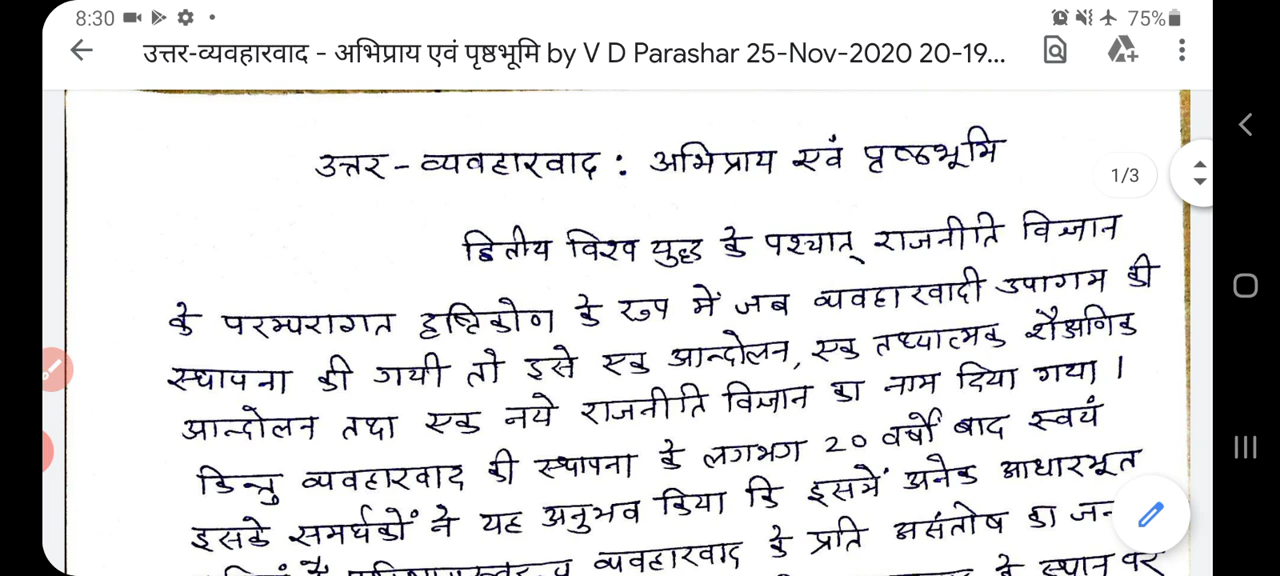 8:30
75%
उत्तर-व्यवहारवाद - अभिप्राय एवं पृष्ठभूमि by V D Parashar 25-Nov-2020 20-19...
उत्तर - व्यवहारवाद : अभिप्राय एवं पृष्ठभूमि
1/3
द्वितीय विश्व युद्ध के पश्चात् राजनीति विज्ञान
के परम्परागत दृष्टिकोण के रूप में जब व्यवहारवादी उपागम की
स्थापना की गयी तो इसे एक आन्दोलन, एक तथ्यात्मक शैक्षणिक
आन्दोलन तथा एक नये राजनीति विज्ञान का नाम दिया गया ।
किन्तु व्यवहारवाद की स्थापना के लगभग 20 वर्षों बाद स्वयं
इसके समर्थकों ने यह अनुभव किया कि इसमें अनेक आधारभूत
व्यवहारवाद के प्रति असंतोष का
के स्थान पर